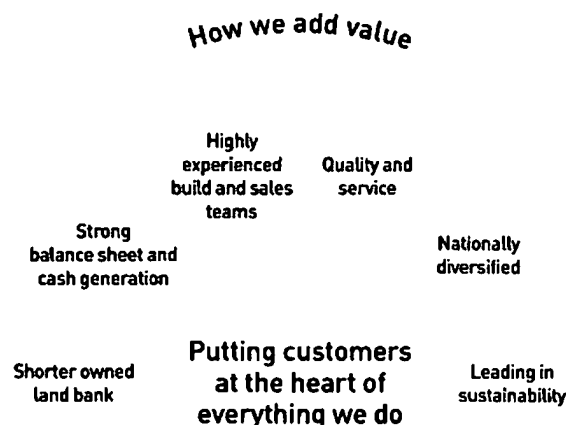 How we add value
Highly
experienced
build and sales
teams
Quality and
service
Strong
balance sheet and
cash generation
Nationally
diversified
Shorter owned
land bank
Putting customers
at the heart of
everything we do
Leading in
sustainability